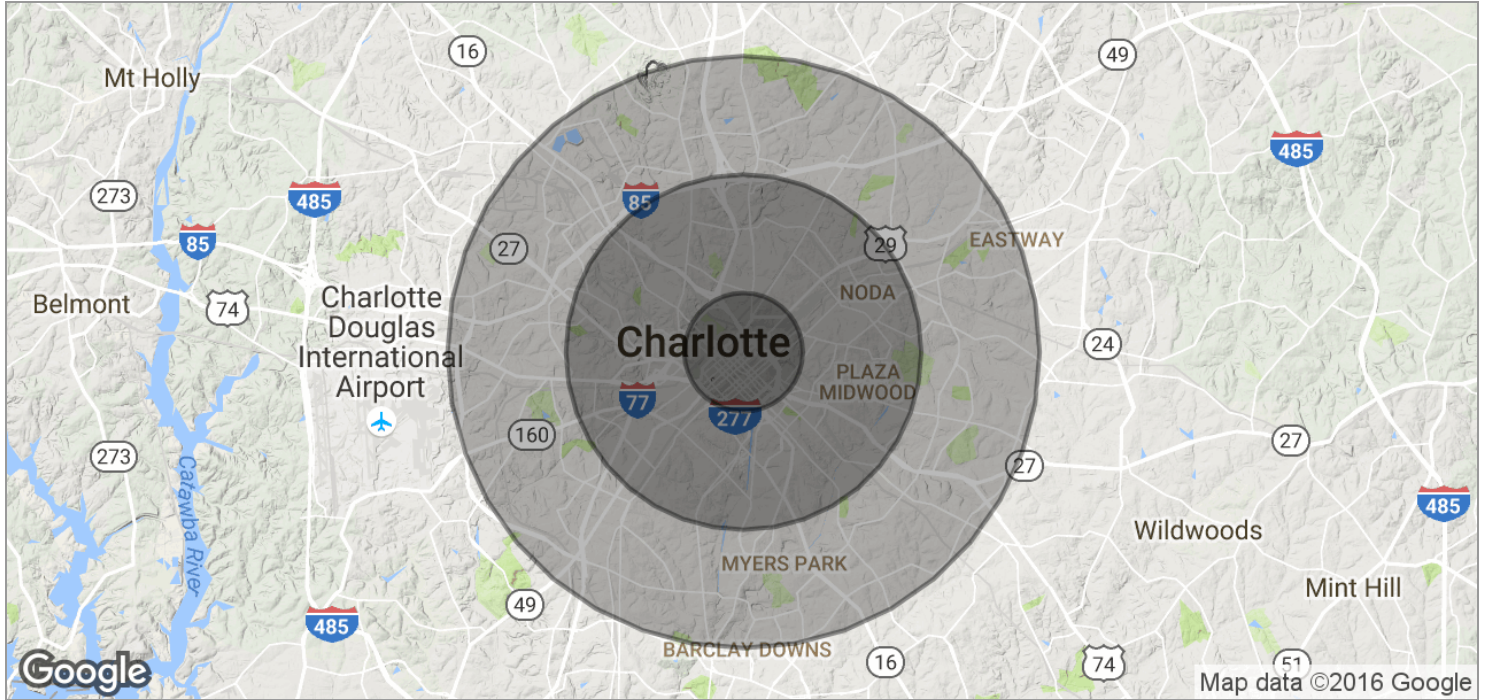 16
49
Mt Holly
485
273
485
85
85
27
29
EASTWAY
NODA
Belmont
74
Charlotte
Douglas
International
Airport
Charlotte
24
PLAZA
MIDWOOD
77
277
160
27
273
27
Catawba River
485
Wildwoods
MYERS PARK
Mint Hill
49
485
BARCLAY DOWNS
16
74
51
Google
Map data ©2016 Google